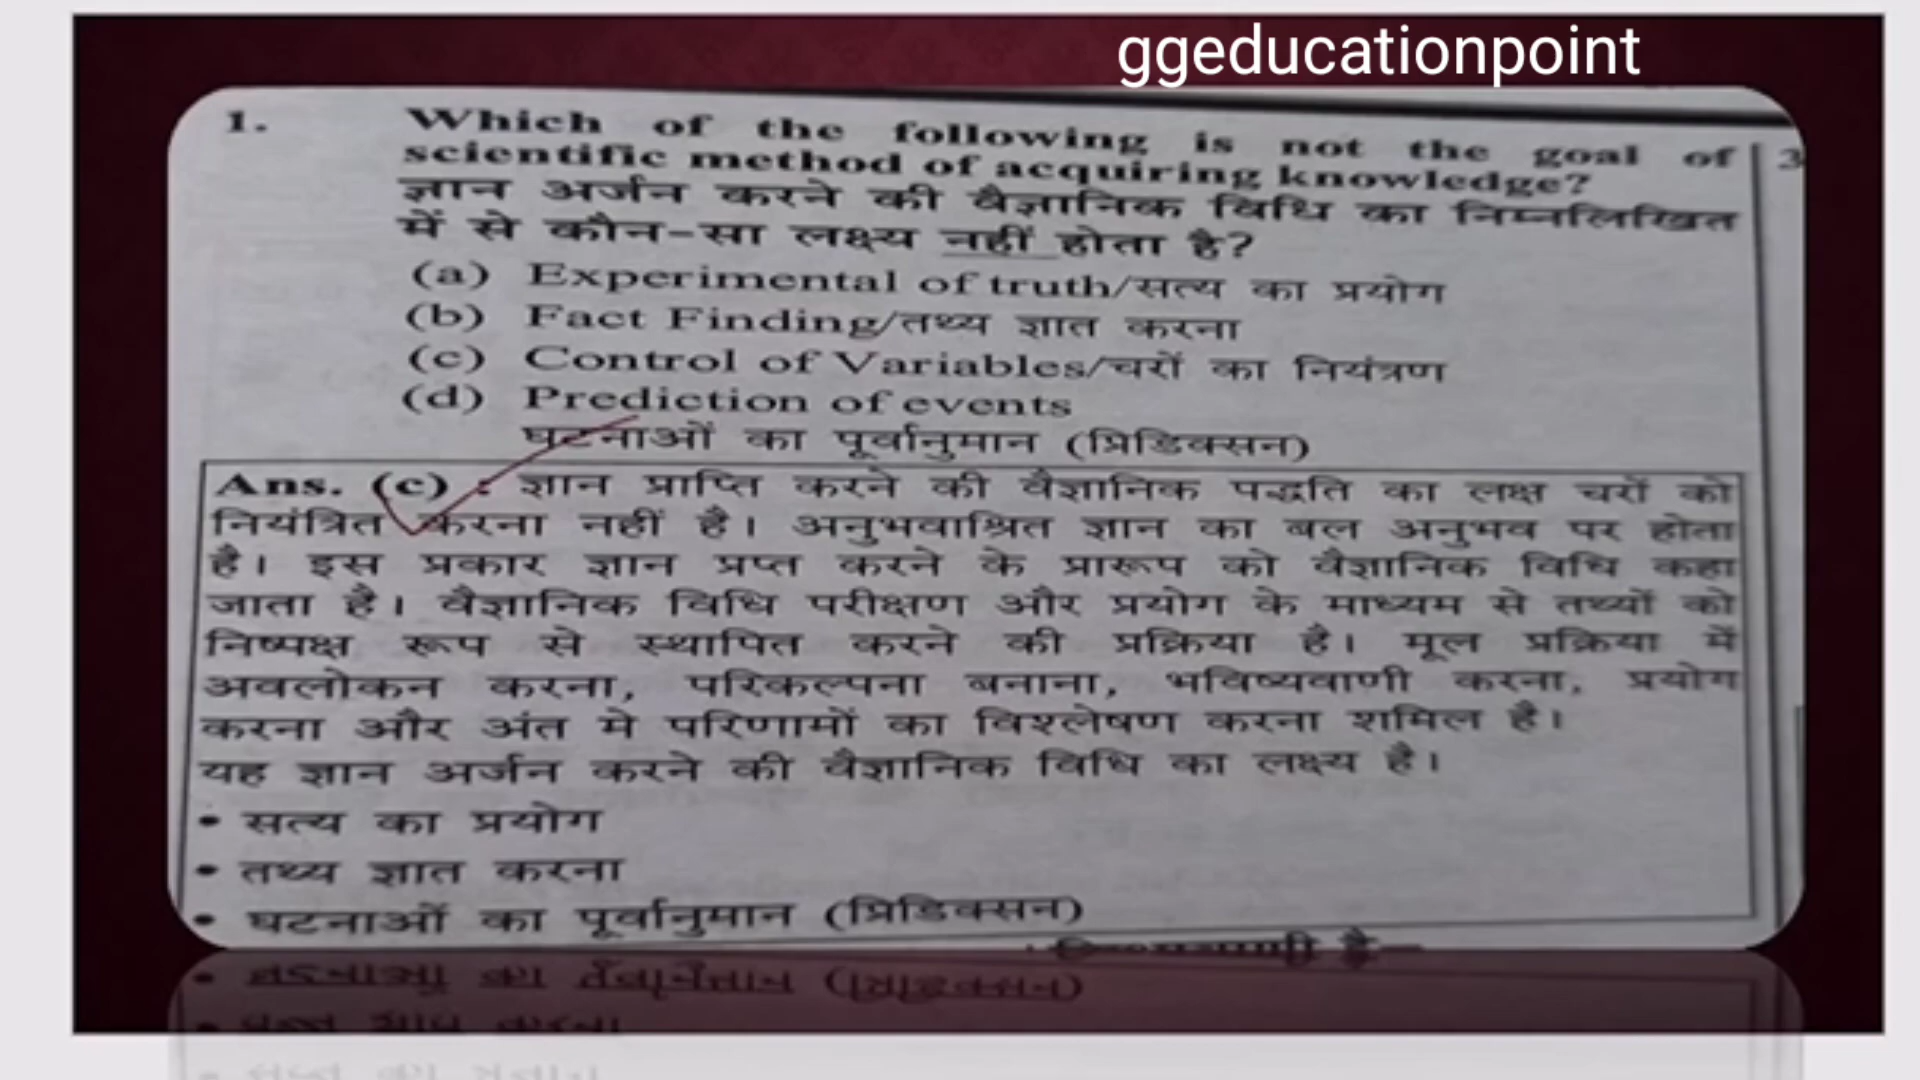 ggeducationpoint
1. Which of the following is not the goal of
scientific method of acquiring knowledge?
ज्ञान अर्जन करने की वैज्ञानिक विधि का निम्नलिखित
में से कौन-सा लक्ष्य नहीं होता है?
(a) Experimental of truth/सत्य का प्रयोग
(b) Fact Finding/तथ्य ज्ञात करना
(c) Control of Variables/चरों का नियंत्रण
(d) Prediction of events
घटनाओं का पूर्वानुमान (प्रिडिक्सन)
Ans. (c) : ज्ञान प्राप्ति करने की वैज्ञानिक पद्धति का लक्ष चरों को
नियंत्रित करना नहीं है। अनुभवाश्रित ज्ञान का बल अनुभव पर होता
है। इस प्रकार ज्ञान प्रप्त करने के प्रारूप को वैज्ञानिक विधि कहा
जाता है। वैज्ञानिक विधि परीक्षण और प्रयोग के माध्यम से तथ्यों को
निष्पक्ष रूप से स्थापित करने की प्रक्रिया है। मूल प्रक्रिया में
अवलोकन करना, परिकल्पना बनाना, भविष्यवाणी करना, प्रयोग
करना और अंत मे परिणामों का विश्लेषण करना शमिल है।
यह ज्ञान अर्जन करने की वैज्ञानिक विधि का लक्ष्य है।
• सत्य का प्रयोग
• तथ्य ज्ञात करना
• घटनाओं का पूर्वानुमान (प्रिडिक्सन)
3